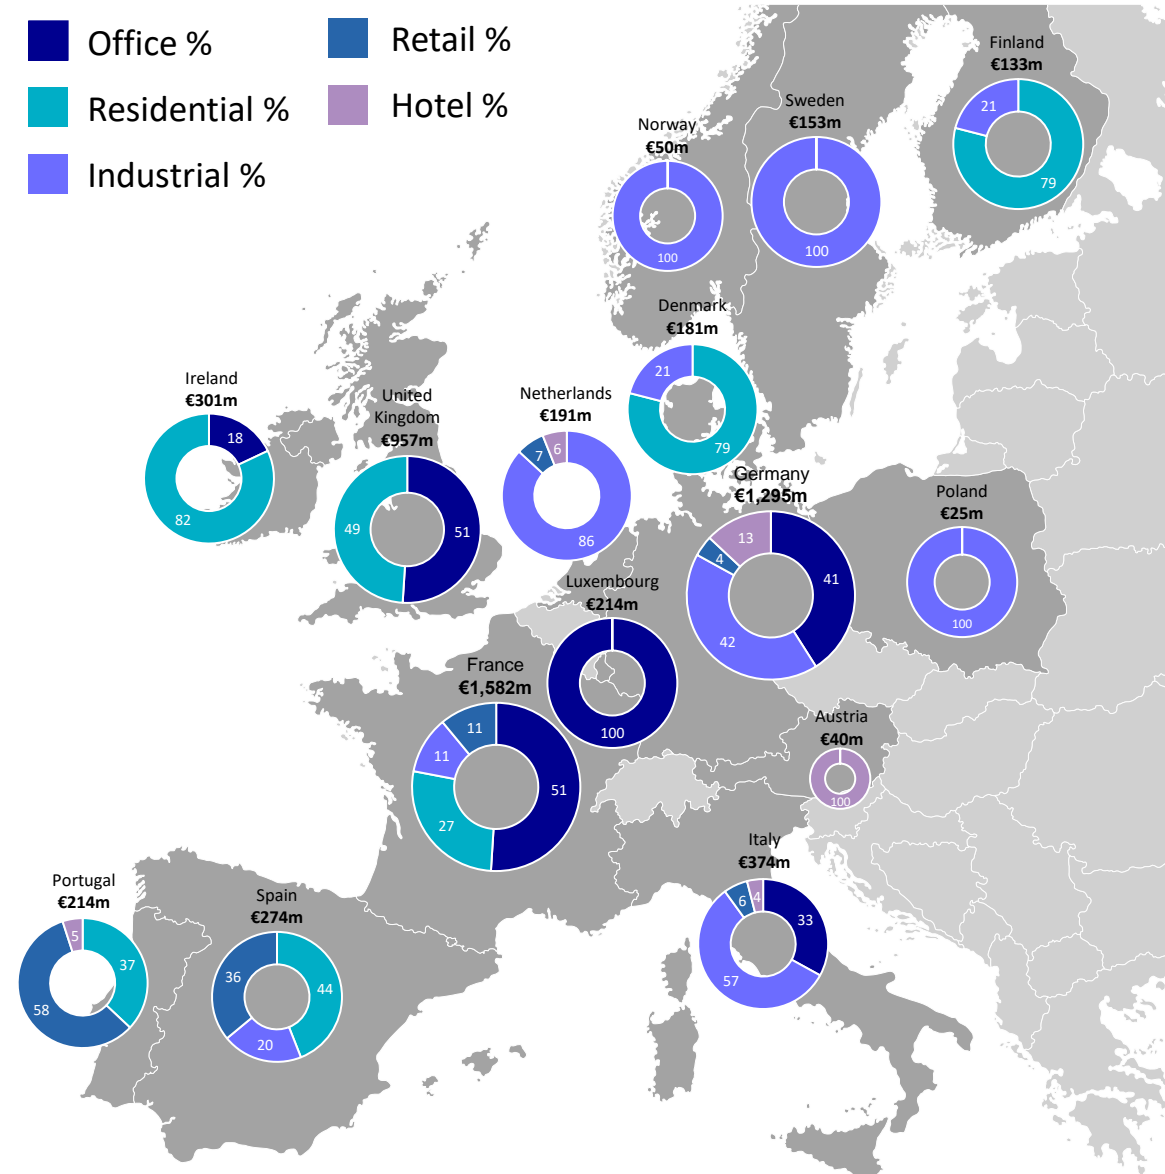 Office %
Residential %
Industrial %
Retail %
Hotel %
Finland
€133m
21
79
Sweden
€153m
100
Norway
€50m
100
Denmark
€181m
21
79
Ireland
€301m
18
82
United
Kingdom
€957m
49
51
Netherlands
€191m
7
6
86
Germany
€1,295m
13
4
41
42
Poland
€25m
100
Luxembourg
€214m
100
France
€1,582m
11
11
51
27
Austria
€40m
100
Italy
€374m
6
4
33
57
Portugal
€214m
5
37
58
Spain
€274m
36
44
20